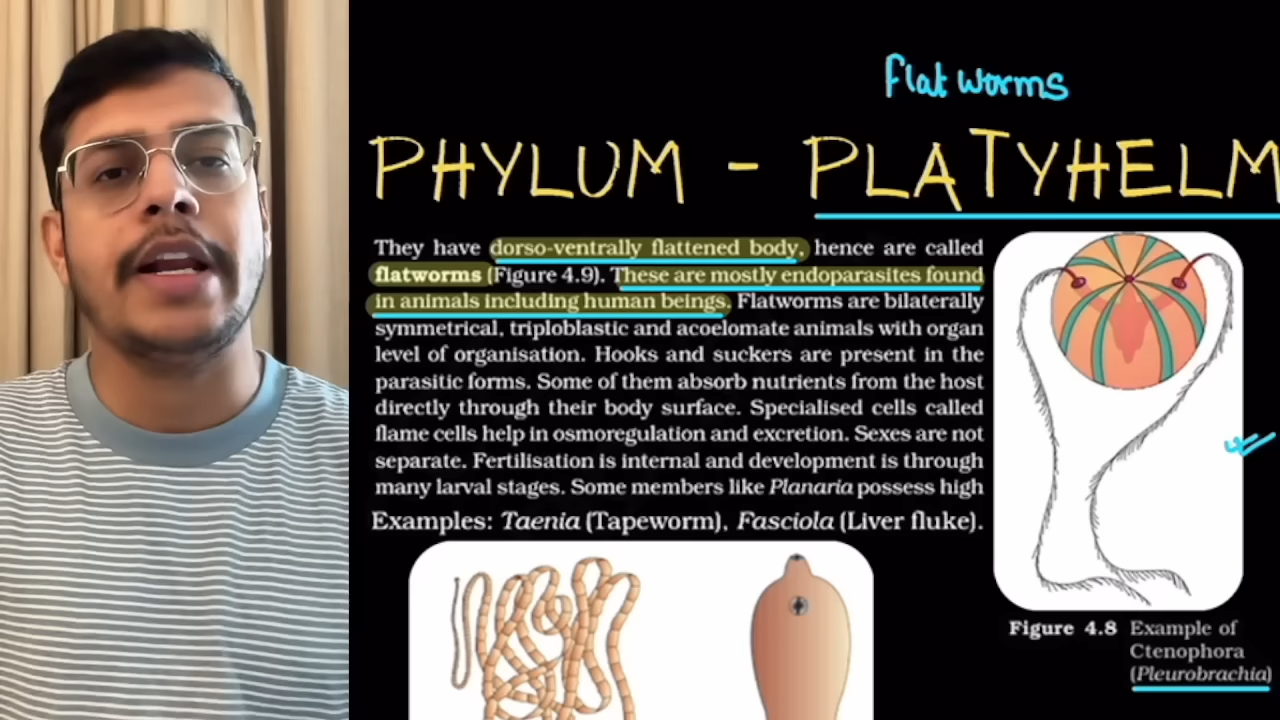 flat worms
PHYLUM - PLATYHELM
They have dorso-ventrally flattened body, hence are called
flatworms (Figure 4.9). These are mostly endoparasites found
in animals including human beings. Flatworms are bilaterally
symmetrical, triploblastic and acoelomate animals with organ
level of organisation. Hooks and suckers are present in the
parasitic forms. Some of them absorb nutrients from the host
directly through their body surface. Specialised cells called
flame cells help in osmoregulation and excretion. Sexes are not
separate. Fertilisation is internal and development is through
many larval stages. Some members like Planaria possess high
Examples: Taenia (Tapeworm), Fasciola (Liver fluke).
Figure 4.8 Example of
Ctenophora
(Pleurobrachia)